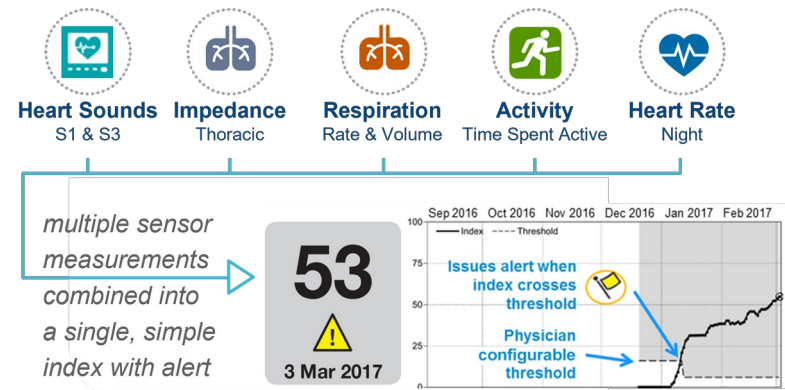 Heart Sounds
S1 & S3
Impedance
Thoracic
Respiration
Rate & Volume
Activity
Time Spent Active
Heart Rate
Night
multiple sensor
measurements
combined into
a single, simple
index with alert
53
!
3 Mar 2017
Sep 2016 Oct 2016 Nov 2016 Dec 2016 Jan 2017 Feb 2017
100
75
50
25
0
Index Threshold
Issues alert when
index crosses
threshold
Physician
configurable
threshold